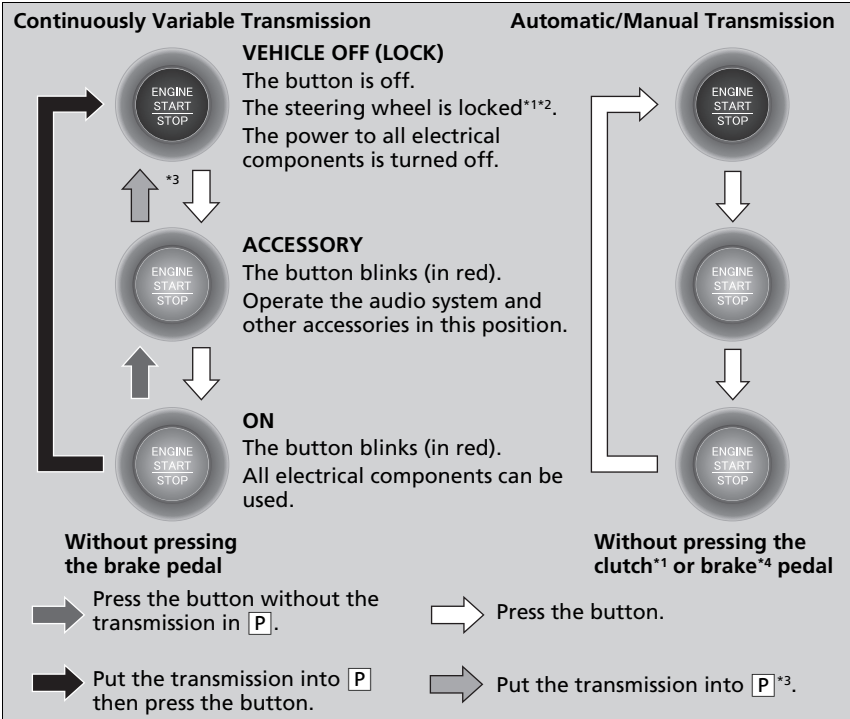 Continuously Variable Transmission
Automatic/Manual Transmission
ENGINE
START
STOP
VEHICLE OFF (LOCK)
The button is off.
The steering wheel is locked*1*2.
The power to all electrical
components is turned off.
ENGINE
START
STOP
*3
ENGINE
START
STOP
ACCESSORY
The button blinks (in red).
Operate the audio system and
other accessories in this position.
ENGINE
START
STOP
ENGINE
START
STOP
ON
The button blinks (in red).
All electrical components can be
used.
ENGINE
START
STOP
Without pressing
the brake pedal
Without pressing the
clutch*1 or brake*4 pedal
Press the button without the
transmission in P.
Press the button.
Put the transmission into P
then press the button.
Put the transmission into P*3.